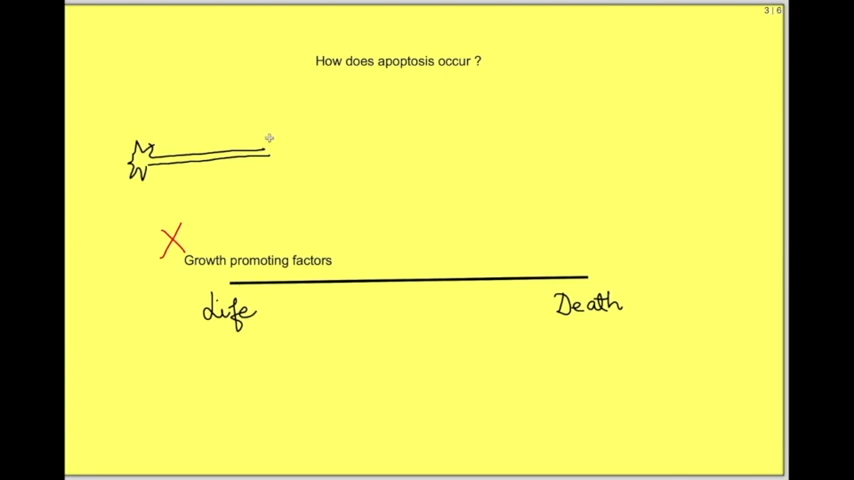 3 | 6
How does apoptosis occur ?
X
Growth promoting factors
Life
Death